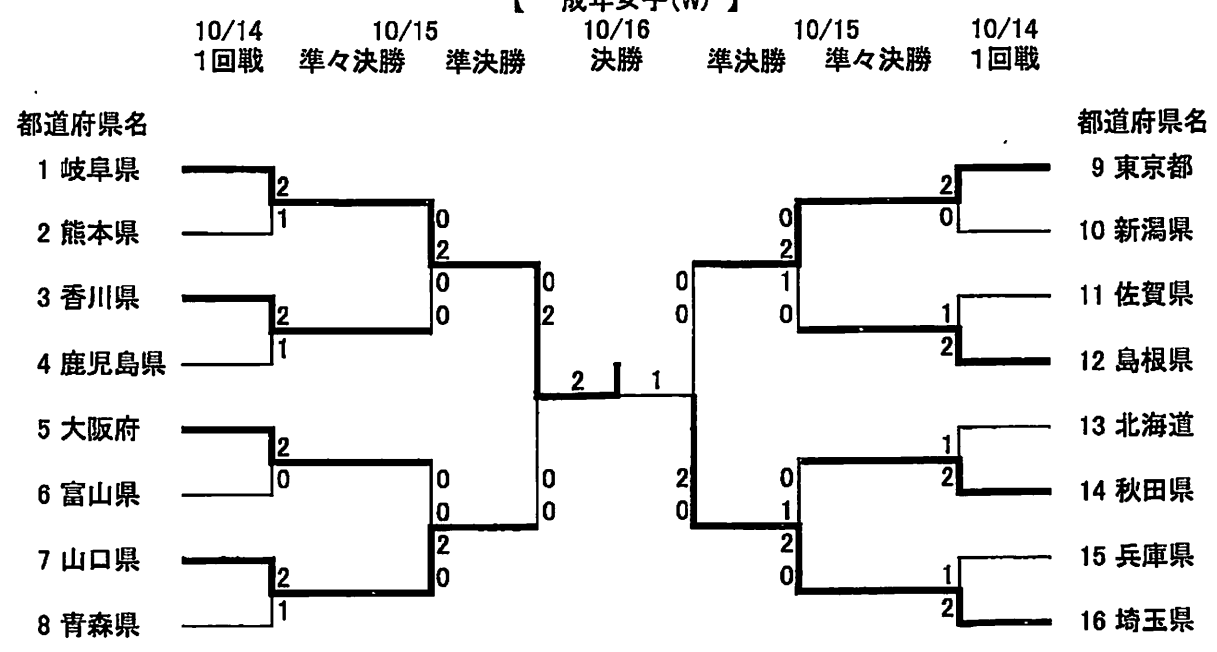 【 成年女子(W) 】
10/14 10/15 10/16 10/15 10/14
1回戦 準々決勝 準決勝 決勝 準決勝 準々決勝 1回戦
都道府県名 都道府県名
1 岐阜県 9 東京都
2 2
1 0 0 0
2 熊本県 10 新潟県
2 2
0 0 0 1
3 香川県 11 佐賀県
2 0 2 0 0 1
1 2
4 鹿児島県 12 島根県
2 1
5 大阪府 13 北海道
2 1
0 0 0 2 0 2
6 富山県 14 秋田県
0 0 0 1
2 2
7 山口県 15 兵庫県
2 0 0 1
1 2
8 青森県 16 埼玉県